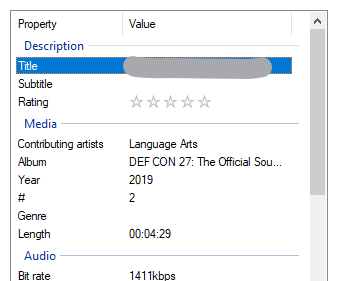 Property Value
Description
Title
Subtitle
Rating
Media
Contributing artists Language Arts
Album DEF CON 27: The Official Sou...
Year 2019
# 2
Genre
Length 00:04:29
Audio
Bit rate 1411kbps